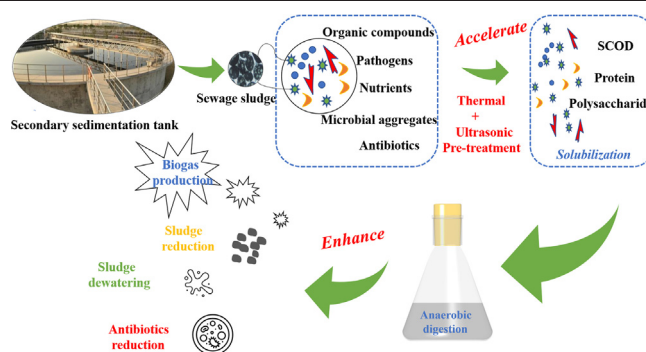 Secondary sedimentation tank
Sewage sludge
Organic compounds
Pathogens
Nutrients
Microbial aggregates
Antibiotics
Accelerate
Thermal
+
Ultrasonic
Pre-treatment
SCOD
Protein
Polysaccharid
Solubilization
Anaerobic
digestion
Enhance
Biogas
production
Sludge
reduction
Sludge
dewatering
Antibiotics
reduction